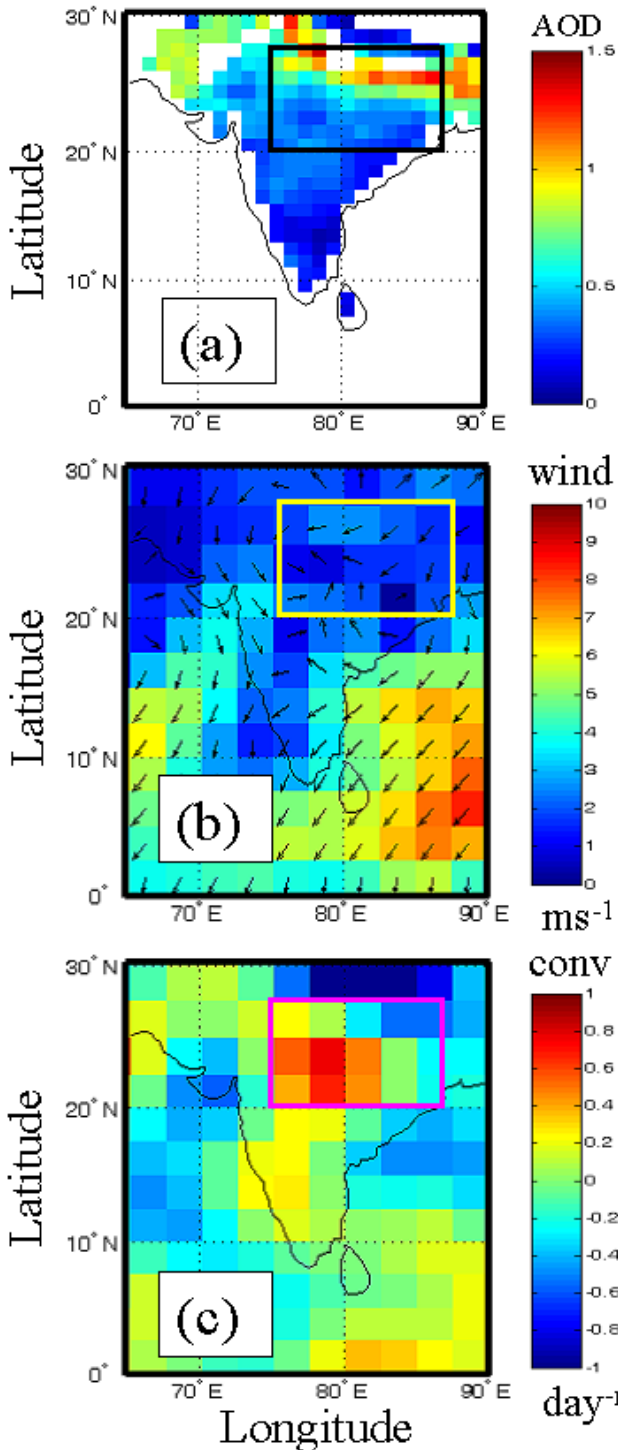 AOD
30°N
20°N
10°N
0°
70°E
80°E
90°E
Latitude
(a)
1.5
1
0.5
0
wind
30°N
20°N
10°N
0°
70°E
80°E
90°E
Latitude
(b)
10
9
8
7
6
5
4
3
2
1
0
ms⁻¹
conv
30°N
20°N
10°N
0°
70°E
80°E
90°E
Latitude
(c)
1
0.8
0.6
0.4
0.2
0
-0.2
-0.4
-0.6
-0.8
-1
day⁻¹
Longitude